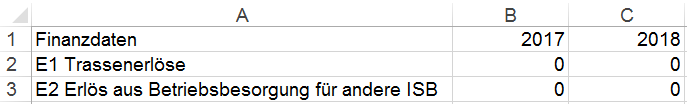 A B C
1 Finanzdaten 2017 2018
2 E1 Trassenerlöse 0 0
3 E2 Erlös aus Betriebsbesorgung für andere ISB 0 0